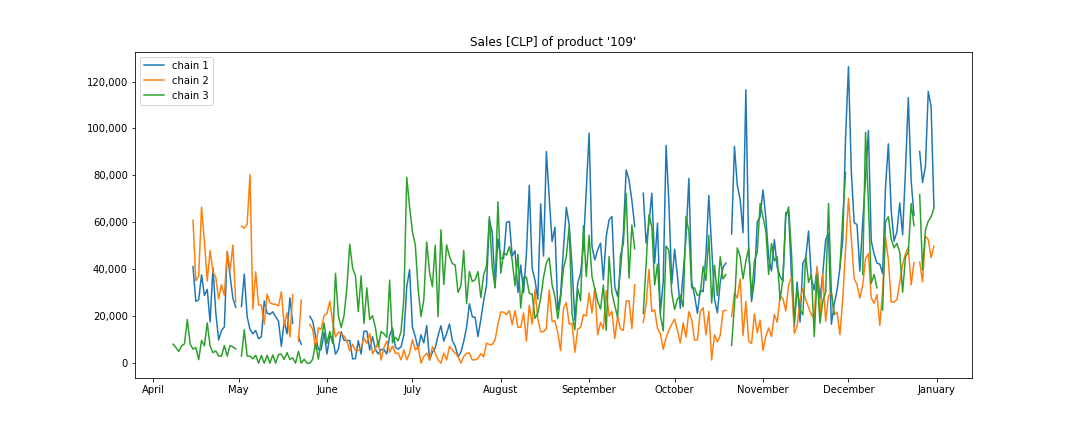 Sales [CLP] of product '109'
chain 1
chain 2
chain 3
120,000
100,000
80,000
60,000
40,000
20,000
0
April May June July August September October November December January